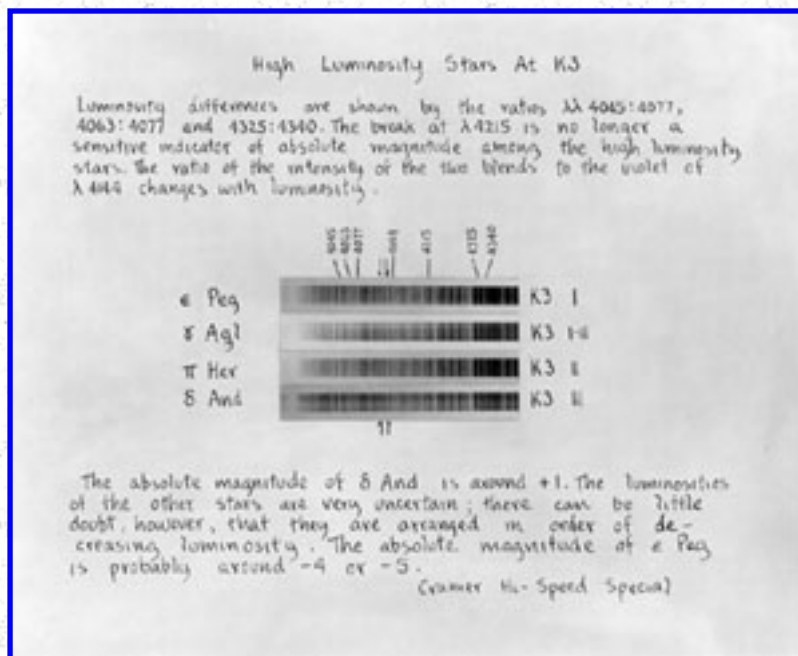 High Luminosity Stars At K3
Luminosity differences are shown by the ratios λλ 4045:4077,
4063:4077 and 4325:4340. The break at λ4215 is no longer a
sensitive indicator of absolute magnitude among the high luminosity
stars. The ratio of the intensity of the two blends to the violet of
λ changes with luminosity.
4045 4063 4077 4215 4325 4340
ϵ Peg K3 I
γ Aql K3 I-III
π Her K3 II
δ And K3 III
The absolute magnitude of δ And is around +1. The luminosities
of the other stars are very uncertain; there can be little
doubt, however, that they are arranged in order of de-
creasing luminosity. The absolute magnitude of ϵ Peg
is probably around -4 or -5.
Cramer Hi-Speed Special